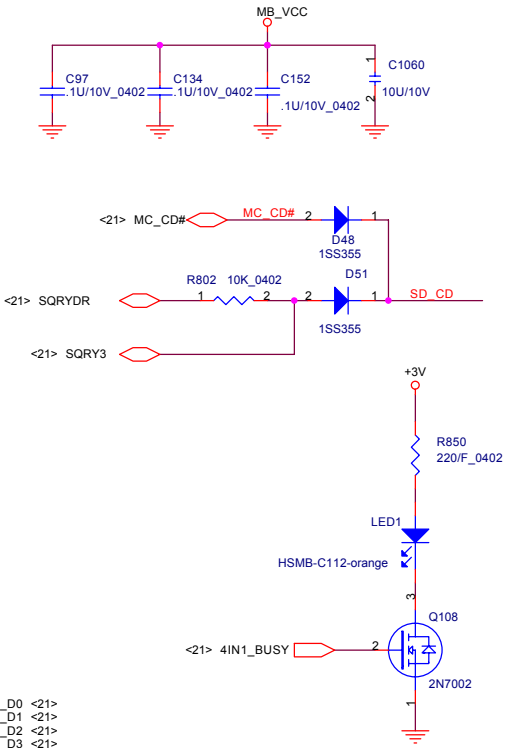 MB_VCC
C97
.1U/10V_0402
C134
.1U/10V_0402
C152
.1U/10V_0402
1
C1060
10U/10V
2
<21> MC_CD#
MC_CD#
2
1
D48
1SS355
D51
R802 10K_0402
<21> SQRYDR
1
2
2
1
SD_CD
1SS355
<21> SQRY3
+3V
R850
220/F_0402
LED1
HSMB-C112-orange
3
Q108
<21> 4IN1_BUSY
2
2N7002
1
_D0 <21>
_D1 <21>
_D2 <21>
D3 <21>